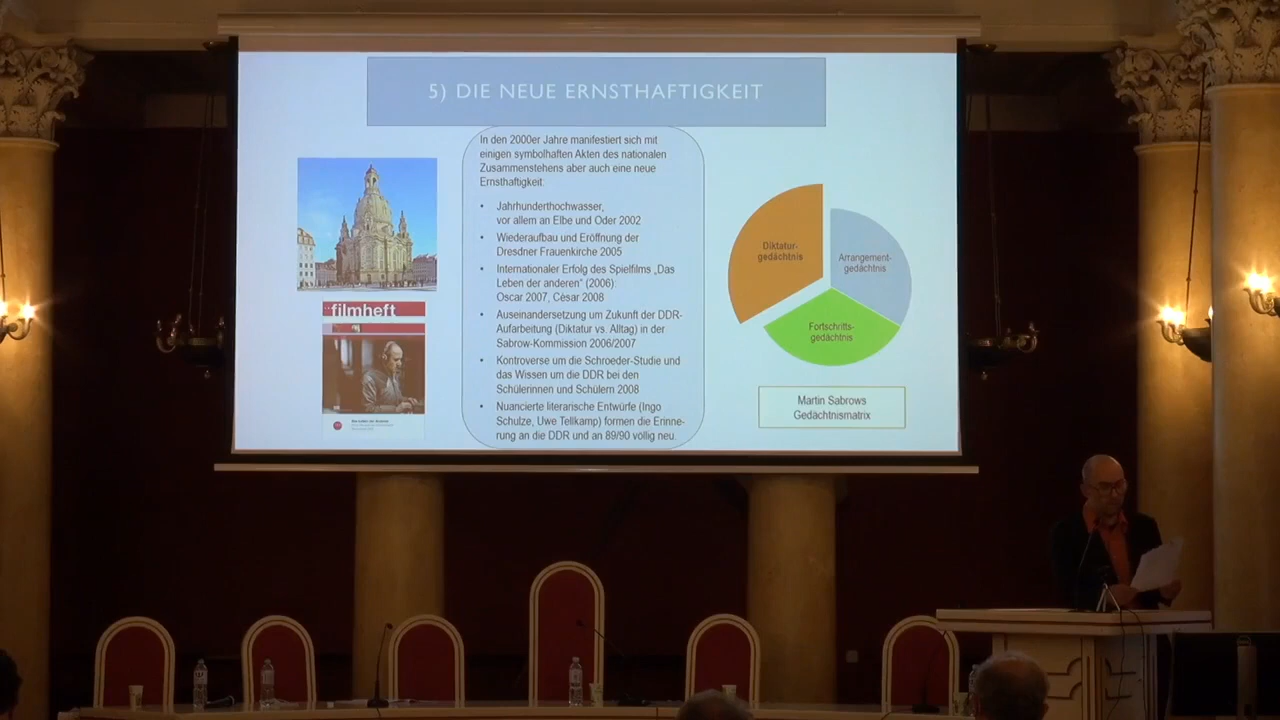 5) DIE NEUE ERNSTHAFTIGKEIT
In den 2000er Jahre manifestiert sich mit
einigen symbolhaften Akten des nationalen
Zusammenstehens aber auch eine neue
Ernsthaftigkeit.
• Jahrhunderthochwasser,
vor allem an Elbe und Oder 2002
• Wiederaufbau und Eröffnung der
Dresdner Frauenkirche 2005
• Internationaler Erfolg des Spielfilms „Das
Leben der anderen“ (2006):
Oscar 2007, César 2008
• Auseinandersetzung um Zukunft der DDR-
Aufarbeitung (Diktatur vs. Alltag) in der
Sabrow-Kommission 2006/2007
• Kontroverse um die Schroeder-Studie und
das Wissen um die DDR bei den
Schülerinnen und Schülern 2008
• Nuancierte literarische Entwürfe (Ingo
Schulze, Uwe Tellkamp) formen die Erinne-
rung an die DDR und an 89/90 völlig neu.
filmheft
Diktatur-
gedächtnis
Arrangement-
gedächtnis
Fortschritts-
gedächtnis
Martin Sabrows
Gedächtnismatrix